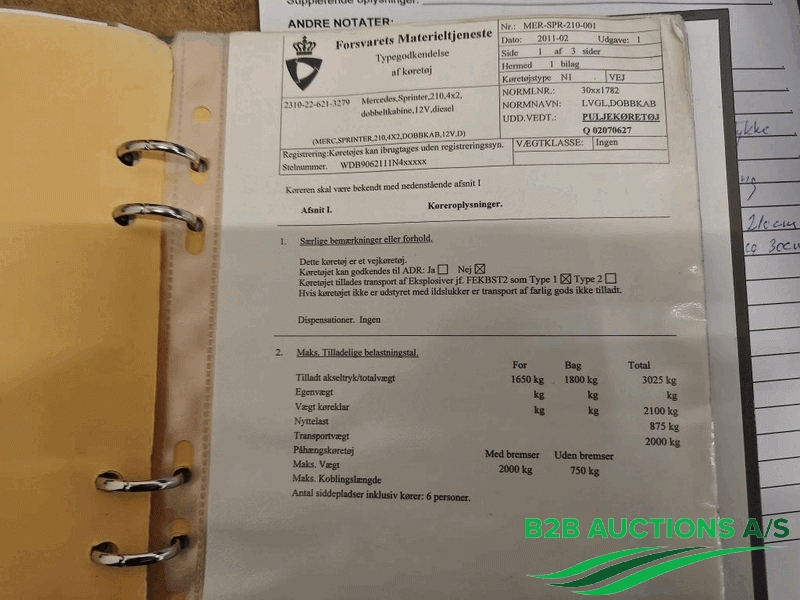 Supplerende oplysninger:
ANDRE NOTATER:
Forsvarets Materieltjeneste
Typegodkendelse
af køretøj
Nr.: MER-SPR-210-001
Dato: 2011-02 Udgave: 1
Side 1 af 3 sider
Hermed 1 bilag
Køretøjstype N1 VEJ
2310-22-621-3279 Mercedes,Sprinter,210,4x2,
dobbeltkabine,12V,diesel
(MERC,SPRINTER,210,4X2,DOBBKAB,12V,D)
NORMLNR.: 30xx1782
NORMNAVN: LVGL,DOBBKAB
UDD.VEDT.: PULJEKØRETØJ
Q 02070627
Registrering:Køretøjes kan ibrugtages uden registreringssyn.
Stelnummer. WDB9062111N4xxxxx
VÆGTKLASSE: Ingen
Køreren skal være bekendt med nedenstående afsnit I
Afsnit I. Køreroplysninger.
1. Særlige bemærkninger eller forhold.
Dette køretøj er et vejkøretøj.
Køretøjet kan godkendes til ADR: Ja ☐ Nej ☒
Køretøjet tillades transport af Eksplosiver jf. FEKBST2 som Type 1 ☒ Type 2 ☐
Hvis køretøjet ikke er udstyret med ildslukker er transport af farlig gods ikke tilladt.
Dispensationer. Ingen
2. Maks. Tilladelige belastningstal.
For Bag Total
Tilladt akseltryk/totalvægt 1650 kg 1800 kg 3025 kg
Egenvægt kg kg kg
Vægt køreklar kg kg 2100 kg
Nyttelast 875 kg
Transportvægt 2000 kg
Påhængskøretøj Med bremser Uden bremser
Maks. Vægt 2000 kg 750 kg
Maks. Koblingslængde
Antal siddepladser inklusiv kører: 6 personer.
210cm
30cm
B2B AUCTIONS A/S